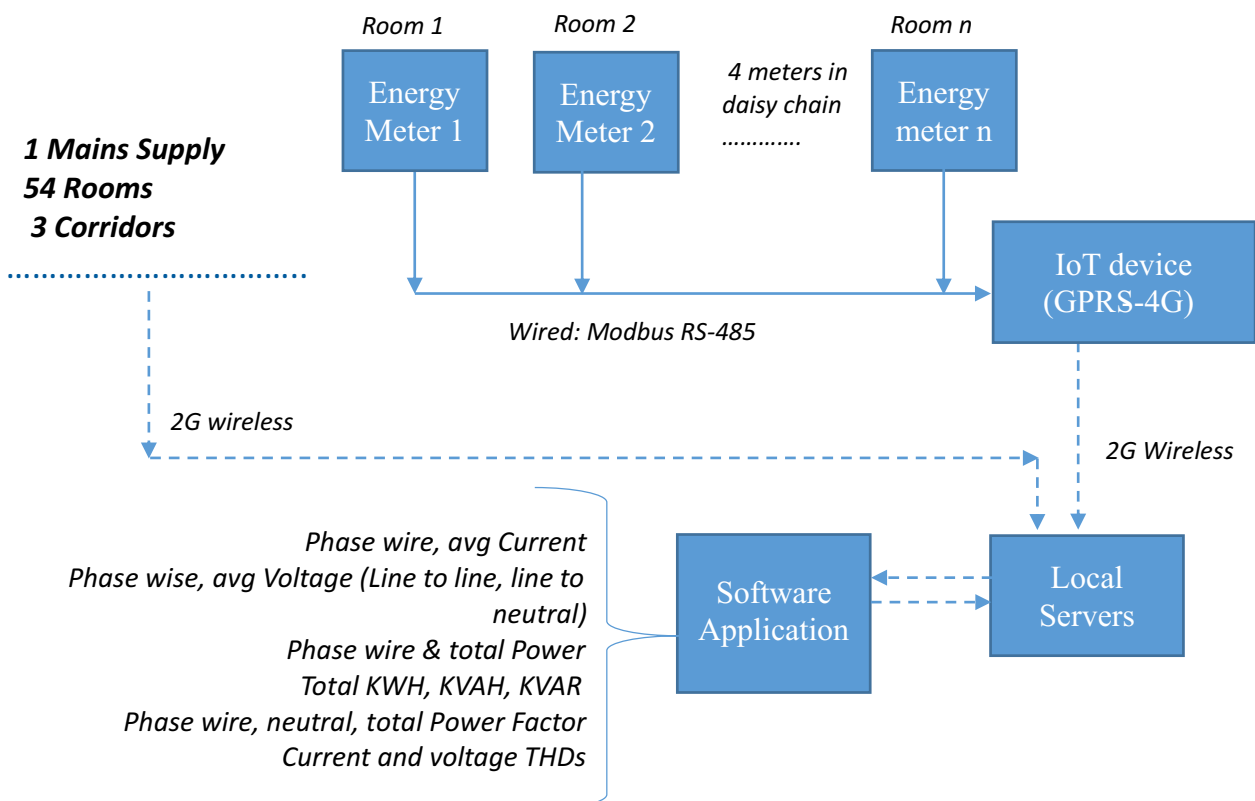 Room 1
Room 2
Room n
Energy
Meter 1
Energy
Meter 2
4 meters in
daisy chain
………….
Energy
meter n
1 Mains Supply
54 Rooms
3 Corridors
IoT device
(GPRS-4G)
Wired: Modbus RS-485
2G wireless
2G Wireless
Phase wire, avg Current
Phase wise, avg Voltage (Line to line, line to
neutral)
Phase wire & total Power
Total KWH, KVAH, KVAR
Phase wire, neutral, total Power Factor
Current and voltage THDs
Software
Application
Local
Servers